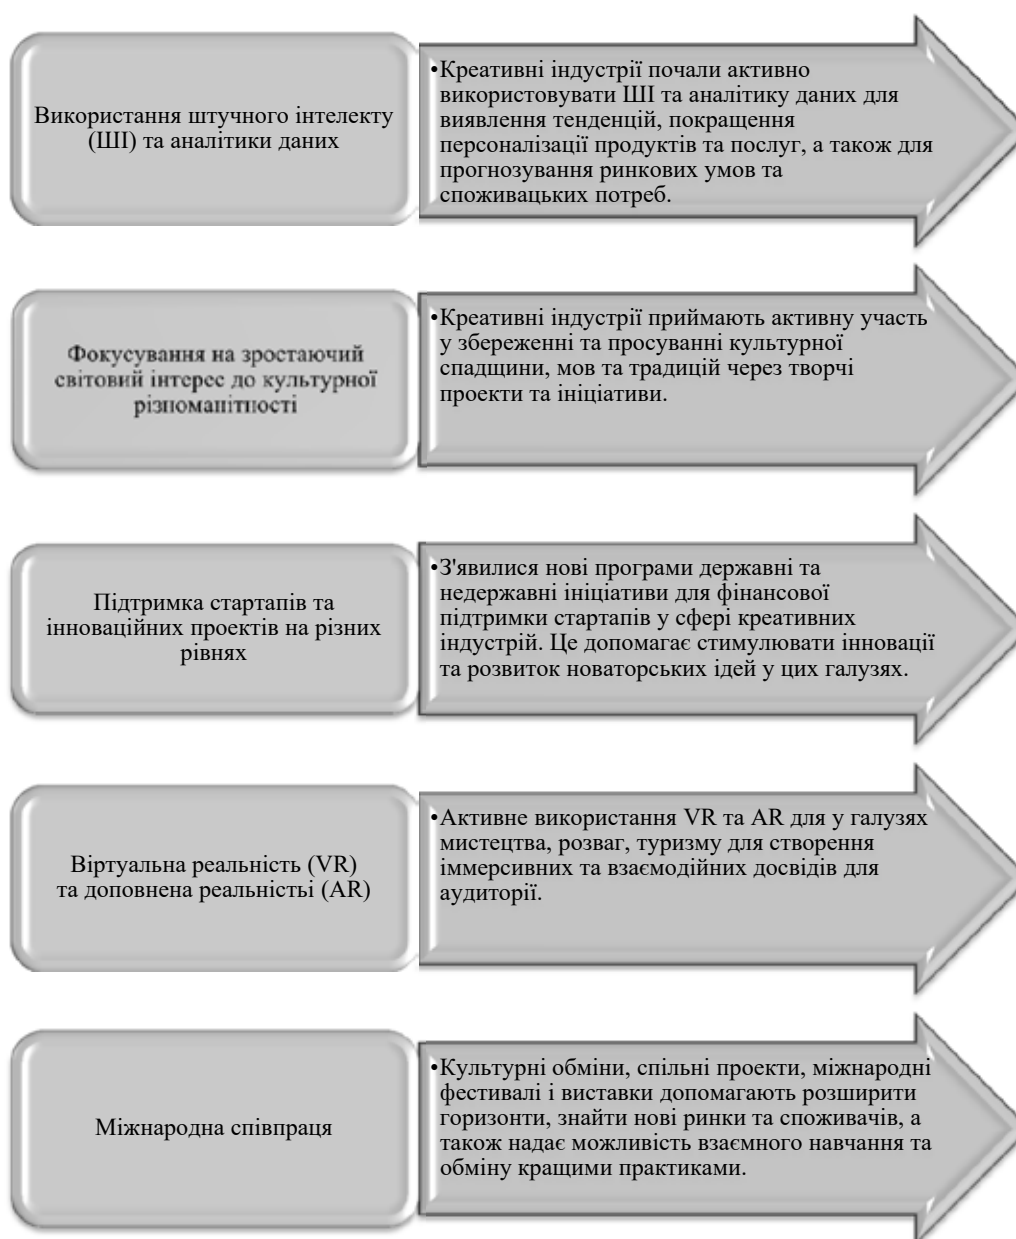 Використання штучного інтелекту
(ШІ) та аналітики даних
•Креативні індустрії почали активно
використовувати ШІ та аналітику даних для
виявлення тенденцій, покращення
персоналізації продуктів та послуг, а також для
прогнозування ринкових умов та
споживацьких потреб.
Фокусування на зростаючий
світовий інтерес до культурної
різноманітності
•Креативні індустрії приймають активну участь
у збереженні та просуванні культурної
спадщини, мов та традицій через творчі
проекти та ініціативи.
Підтримка стартапів та
інноваційних проектів на різних
рівнях
•З'явилися нові програми державні та
недержавні ініціативи для фінансової
підтримки стартапів у сфері креативних
індустрій. Це допомагає стимулювати інновації
та розвиток новаторських ідей у цих галузях.
Віртуальна реальність (VR)
та доповнена реальністьі (AR)
•Активне використання VR та AR для у галузях
мистецтва, розваг, туризму для створення
іммерсивних та взаємодійних досвідів для
аудиторії.
Міжнародна співпраця
•Культурні обміни, спільні проекти, міжнародні
фестивалі і виставки допомагають розширити
горизонти, знайти нові ринки та споживачів, а
також надає можливість взаємного навчання та
обміну кращими практиками.